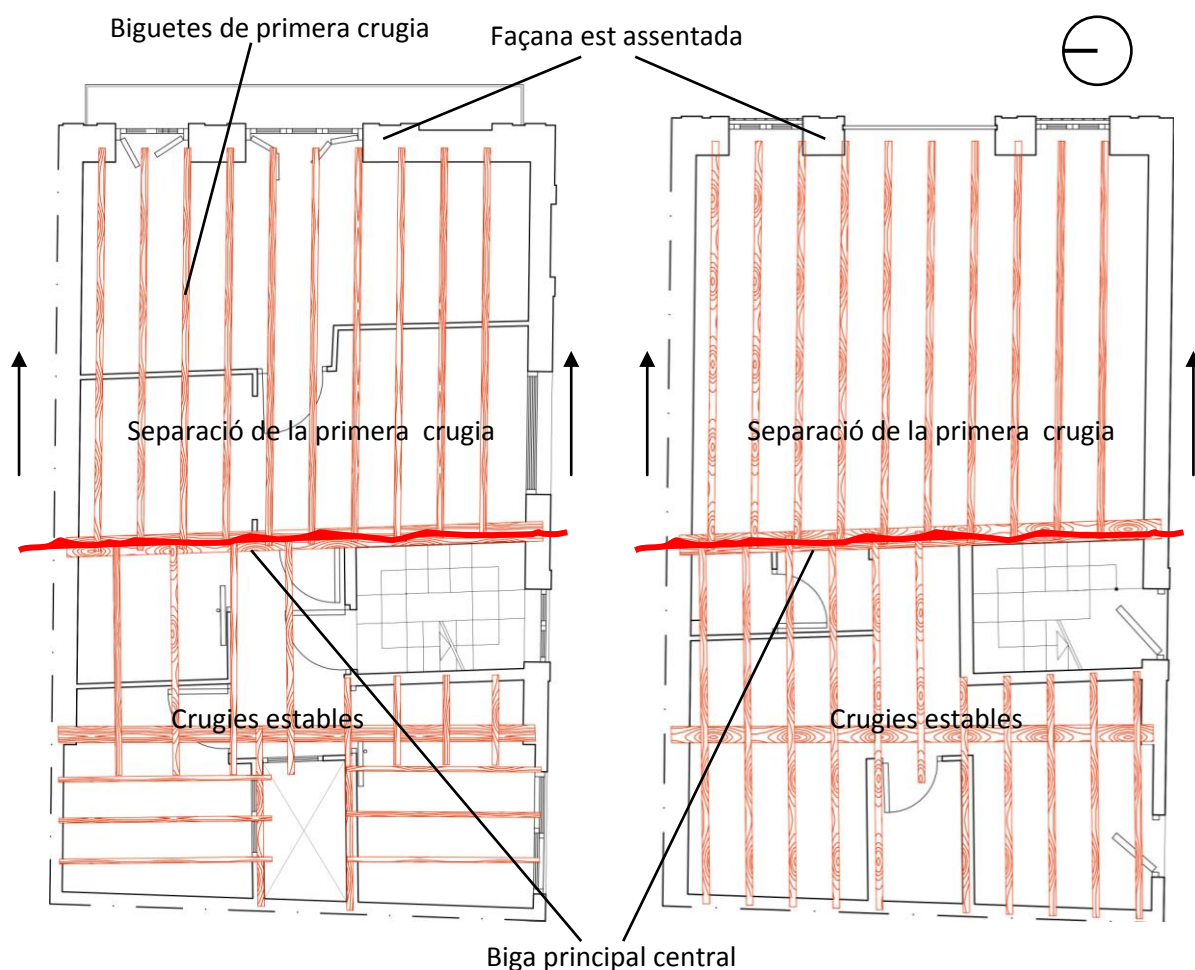 Biguetes de primera crugia
Façana est assentada
Separació de la primera crugia
Separació de la primera crugia
Crugies estables
Crugies estables
Biga principal central